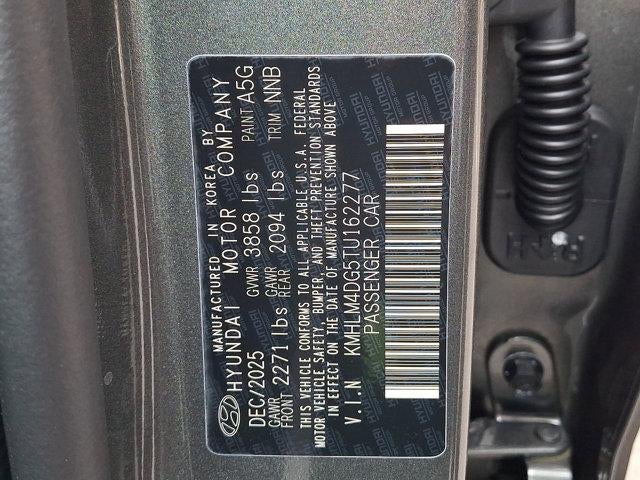 MANUFACTURED IN KOREA BY
HYUNDAI MOTOR COMPANY
DEC/2025 GVWR 3858 lbs PAINT A5G
GAWR FRONT 2271 lbs GAWR REAR 2094 lbs TRIM NNB
THIS VEHICLE CONFORMS TO ALL APPLICABLE U.S.A. FEDERAL
MOTOR VEHICLE SAFETY, BUMPER, AND THEFT PREVENTION STANDARDS
IN EFFECT ON THE DATE OF MANUFACTURE SHOWN ABOVE
V.I.N KMHLM4DG5TU162277
PASSENGER CAR